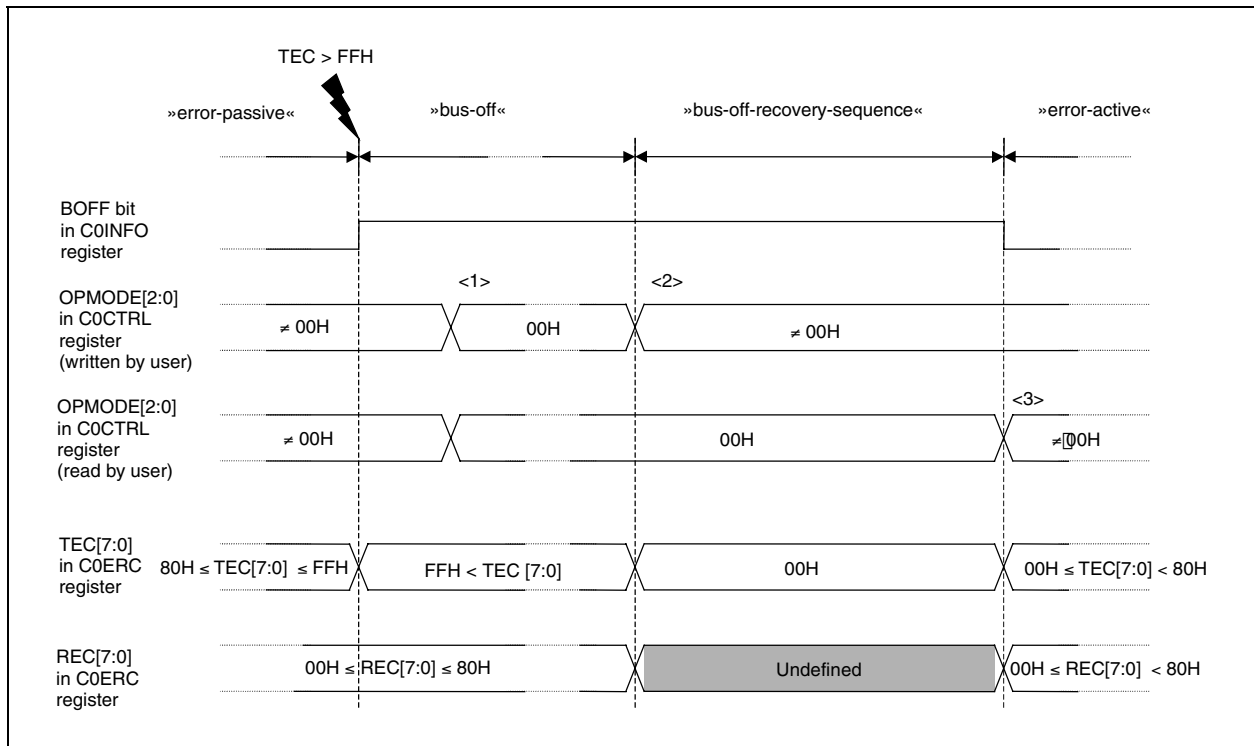 TEC > FFH
»error-passive«
»bus-off«
»bus-off-recovery-sequence«
»error-active«
BOFF bit
in C0INFO
register
<1>
<2>
OPMODE[2:0]
in C0CTRL
register
(written by user)
≠ 00H
00H
≠ 00H
<3>
OPMODE[2:0]
in C0CTRL
register
(read by user)
≠ 00H
00H
≠▯00H
TEC[7:0]
in C0ERC
register
80H ≤ TEC[7:0] ≤ FFH
FFH < TEC [7:0]
00H
00H ≤ TEC[7:0] < 80H
REC[7:0]
in C0ERC
register
00H ≤ REC[7:0] ≤ 80H
Undefined
00H ≤ REC[7:0] < 80H